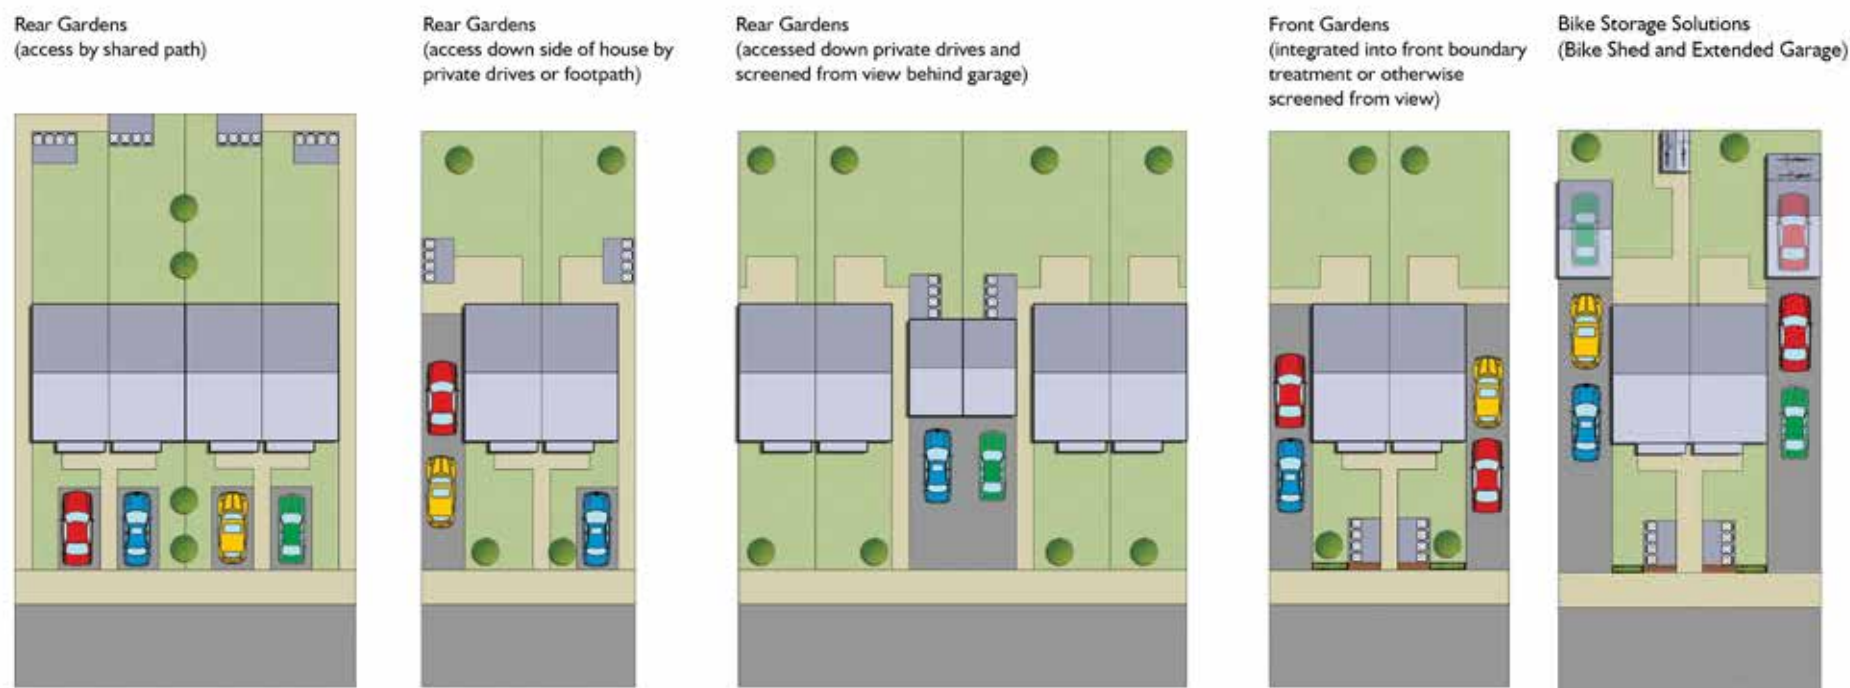 Rear Gardens
(access by shared path)
Rear Gardens
(access down side of house by
private drives or footpath)
Rear Gardens
(accessed down private drives and
screened from view behind garage)
Front Gardens
(integrated into front boundary
treatment or otherwise
screened from view)
Bike Storage Solutions
(Bike Shed and Extended Garage)